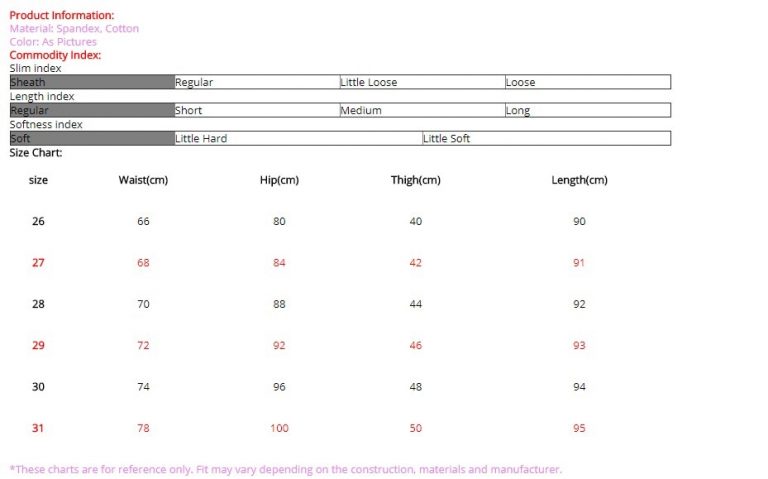 Product Information:
Material: Spandex, Cotton
Color: As Pictures
Commodity Index:
Slim index
Sheath Regular Little Loose Loose
Length index
Regular Short Medium Long
Softness index
Soft Little Hard Little Soft
Size Chart:
size Waist(cm) Hip(cm) Thigh(cm) Length(cm)
26 66 80 40 90
27 68 84 42 91
28 70 88 44 92
29 72 92 46 93
30 74 96 48 94
31 78 100 50 95
*These charts are for reference only. Fit may vary depending on the construction, materials and manufacturer.